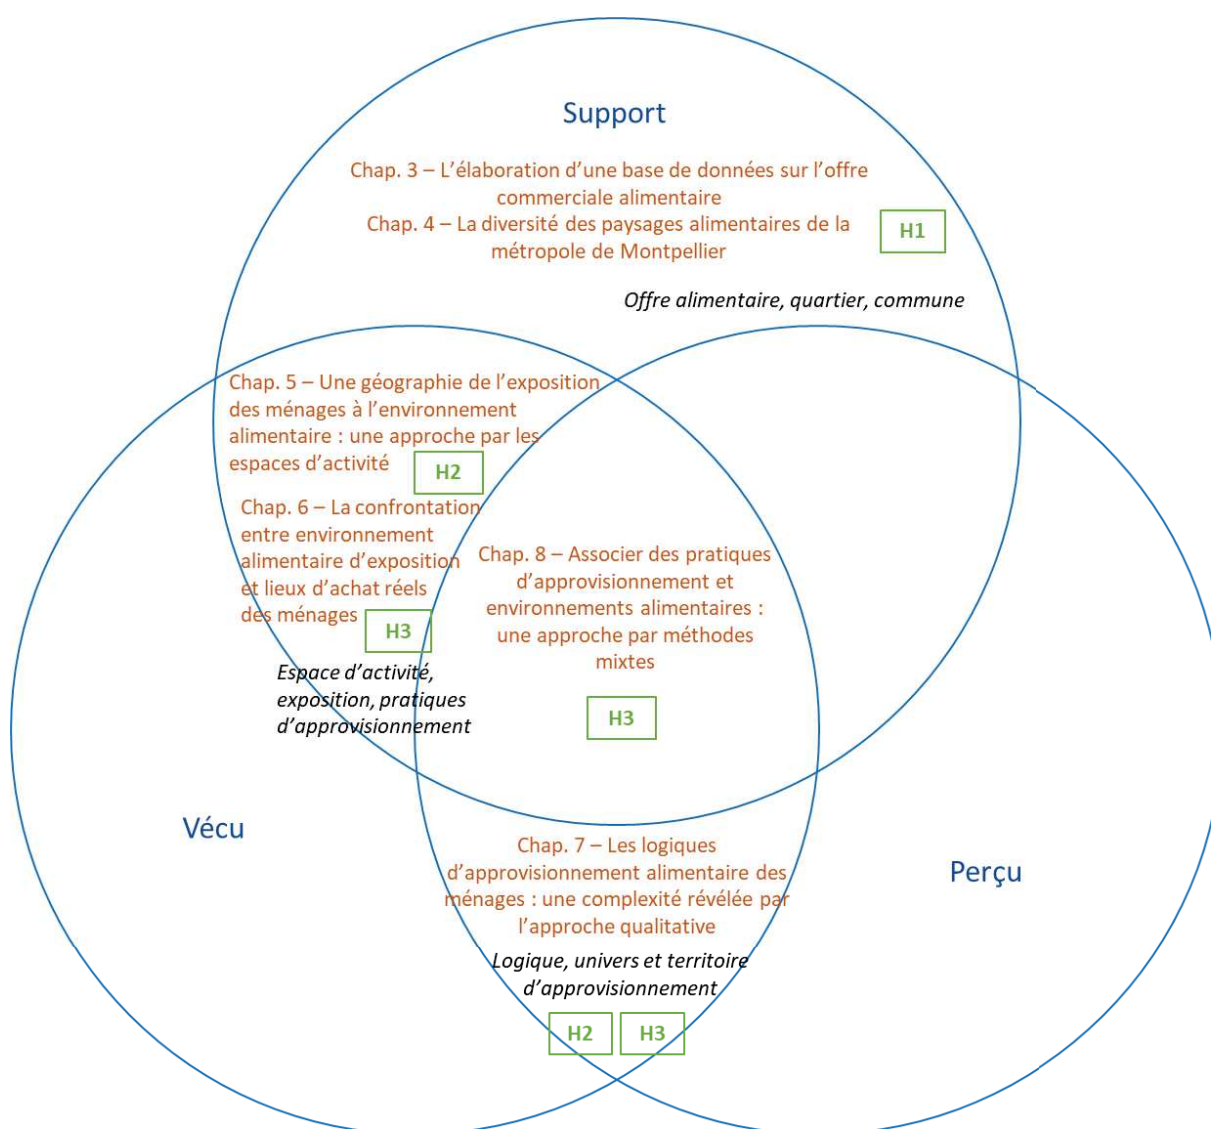 Support
Chap. 3 – L’élaboration d’une base de données sur l’offre
commerciale alimentaire
Chap. 4 – La diversité des paysages alimentaires de la
métropole de Montpellier
H1
Offre alimentaire, quartier, commune
Chap. 5 – Une géographie de l’exposition
des ménages à l’environnement
alimentaire : une approche par les
espaces d’activité
H2
Chap. 6 – La confrontation
entre environnement
alimentaire d’exposition
et lieux d’achat réels
des ménages
H3
Espace d’activité,
exposition, pratiques
d’approvisionnement
Chap. 8 – Associer des pratiques
d’approvisionnement et
environnements alimentaires :
une approche par méthodes
mixtes
H3
Vécu
Perçu
Chap. 7 – Les logiques
d’approvisionnement alimentaire des
ménages : une complexité révélée par
l’approche qualitative
Logique, univers et territoire
d’approvisionnement
H2 H3